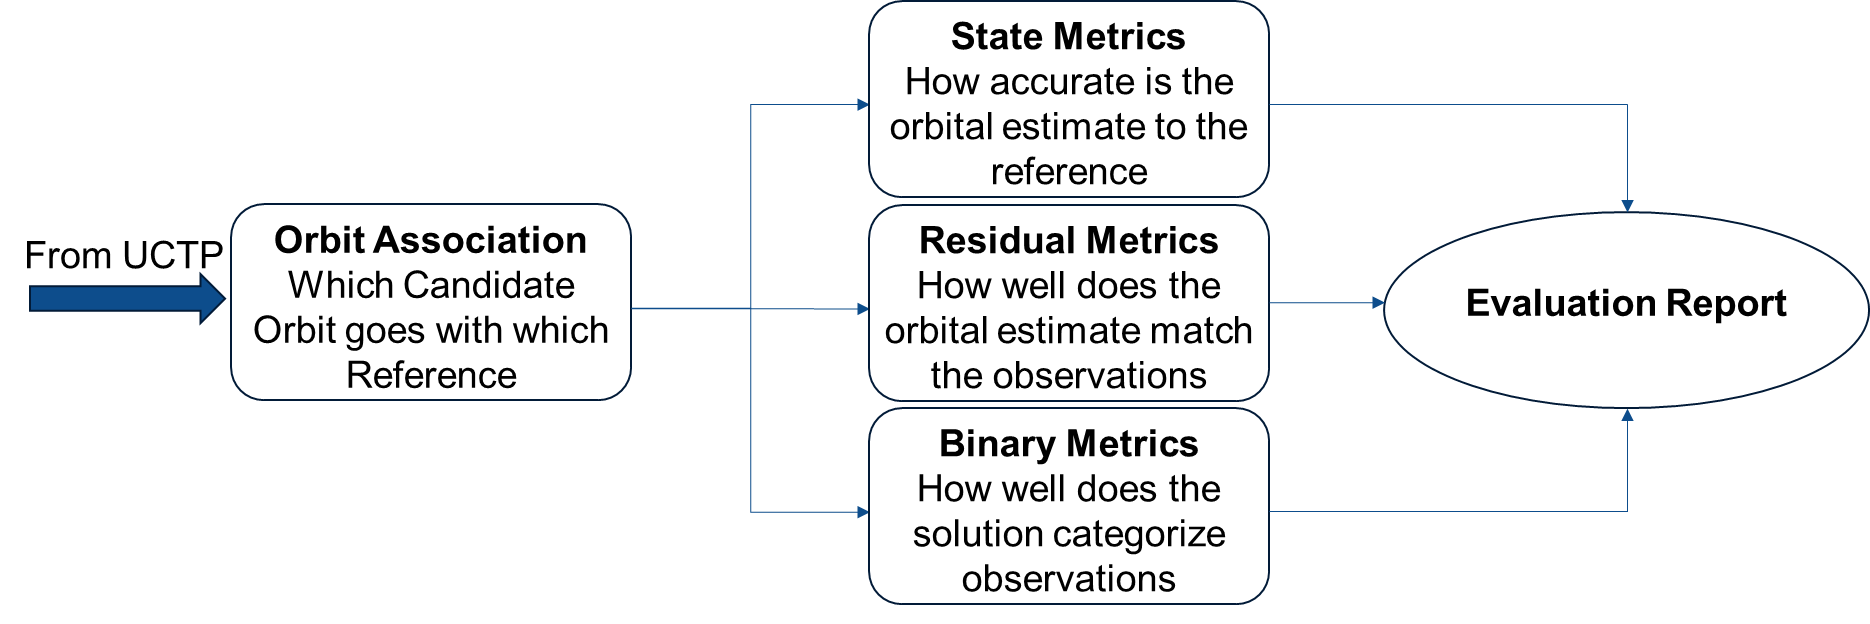 From UCTP
Orbit Association
Which Candidate
Orbit goes with which
Reference
State Metrics
How accurate is the
orbital estimate to the
reference
Residual Metrics
How well does the
orbital estimate match
the observations
Binary Metrics
How well does the
solution categorize
observations
Evaluation Report